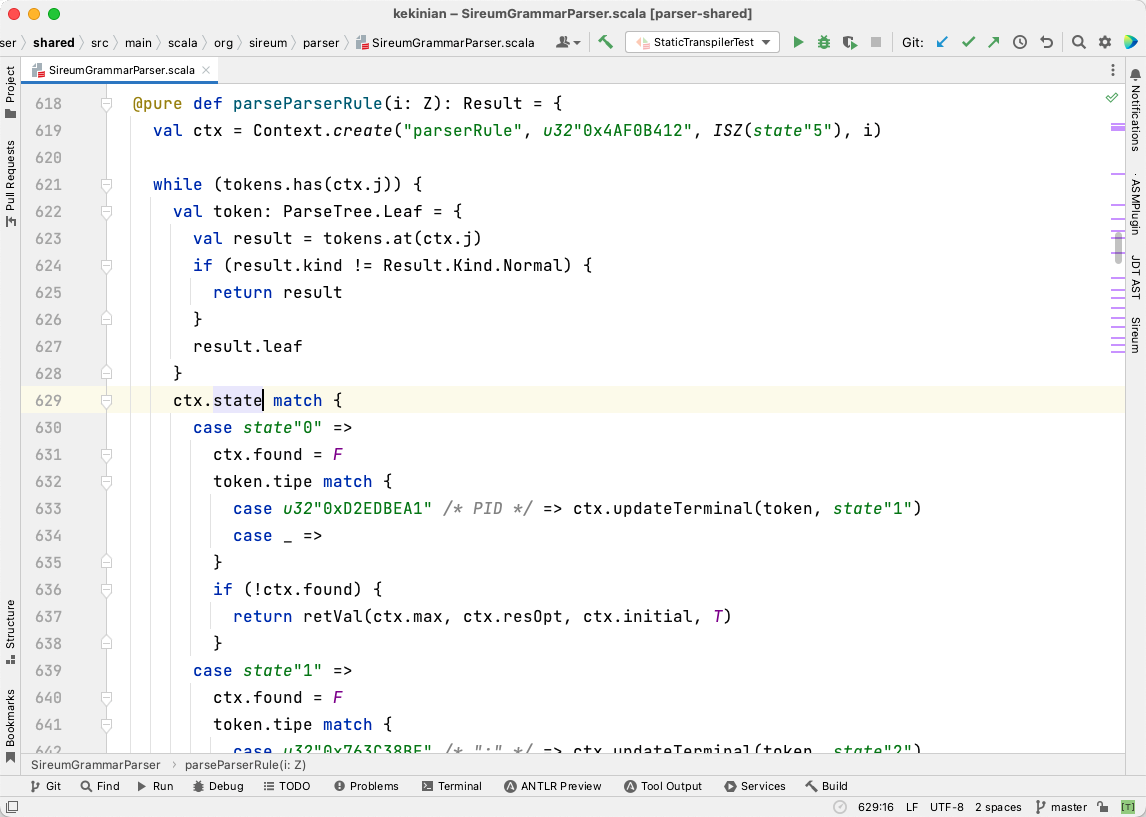 kekinian – SireumGrammarParser.scala [parser-shared]
ser shared src main scala org sireum parser SireumGrammarParser.scala StaticTranspilerTest Git:
SireumGrammarParser.scala
Project
Pull Requests
Structure
Bookmarks
Notifications
ASMPlugin
JDT AST
Sireum
618 @pure def parseParserRule(i: Z): Result = {
619 val ctx = Context.create("parserRule", u32"0x4AF0B412", ISZ(state"5"), i)
620
621 while (tokens.has(ctx.j)) {
622 val token: ParseTree.Leaf = {
623 val result = tokens.at(ctx.j)
624 if (result.kind != Result.Kind.Normal) {
625 return result
626 }
627 result.leaf
628 }
629 ctx.state match {
630 case state"0" =>
631 ctx.found = F
632 token.tipe match {
633 case u32"0xD2EDBEA1" /* PID */ => ctx.updateTerminal(token, state"1")
634 case _ =>
635 }
636 if (!ctx.found) {
637 return retVal(ctx.max, ctx.resOpt, ctx.initial, T)
638 }
639 case state"1" =>
640 ctx.found = F
641 token.tipe match {
642 case u32"0x763C38BE" /* ":" */ => ctx.updateTerminal(token, state"2")
SireumGrammarParser parseParserRule(i: Z)
Git Find Run Debug TODO Problems Terminal ANTLR Preview Tool Output Services Build
629:16 LF UTF-8 2 spaces master [T]